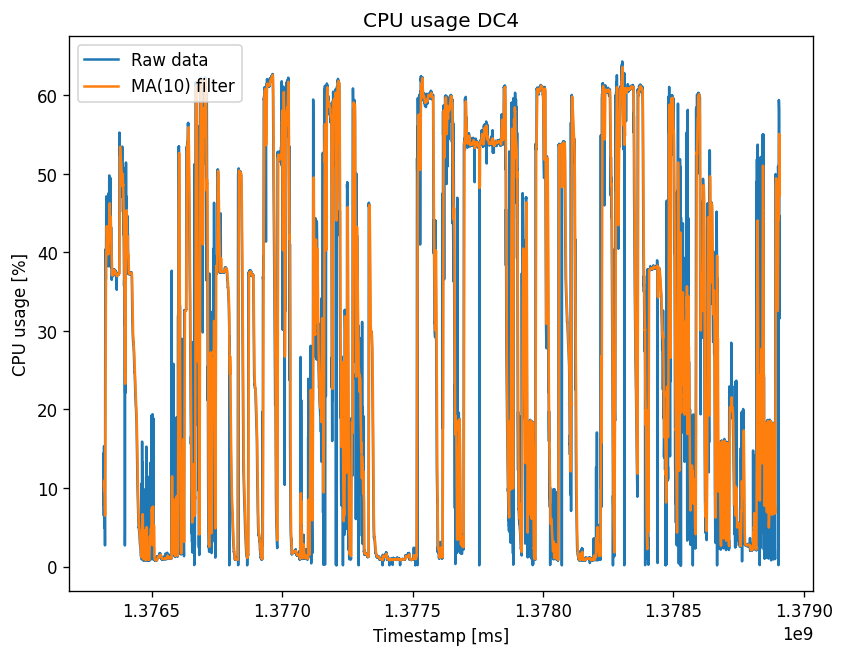 CPU usage DC4
Raw data
MA(10) filter
CPU usage [%]
60
50
40
30
20
10
0
1.3765
1.3770
1.3775
1.3780
1.3785
1.3790
1e9
Timestamp [ms]